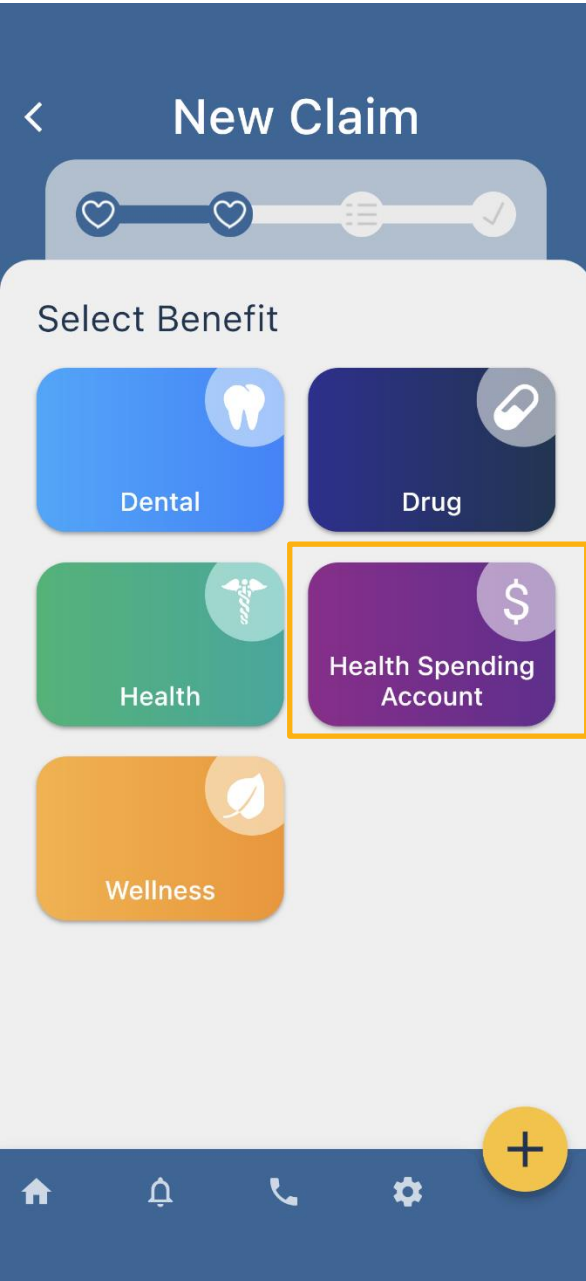 New Claim
Select Benefit
Dental
Drug
Health
Health Spending
Account
Wellness